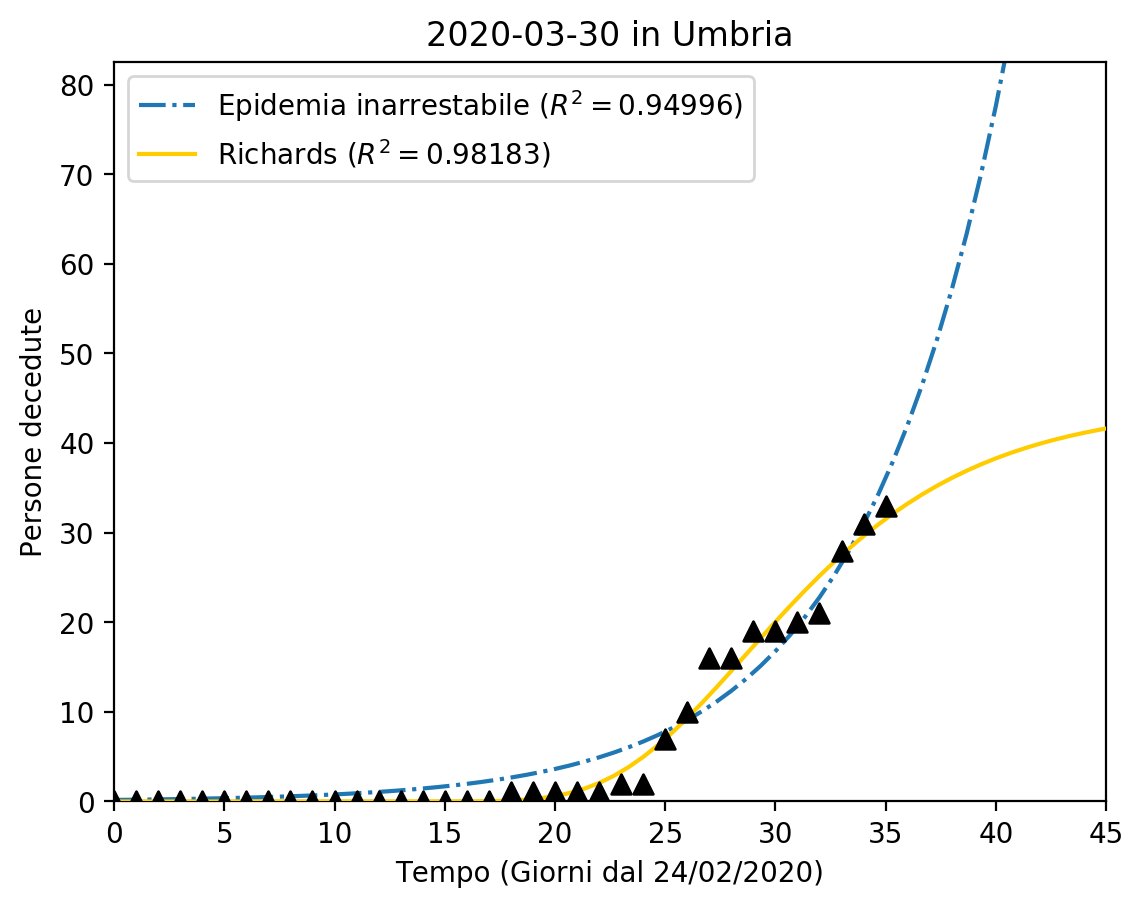 2020-03-30 in Umbria
Epidemia inarrestabile (R² = 0.94996)
Richards (R² = 0.98183)
Persone decedute
80
70
60
50
40
30
20
10
0
0 5 10 15 20 25 30 35 40 45
Tempo (Giorni dal 24/02/2020)